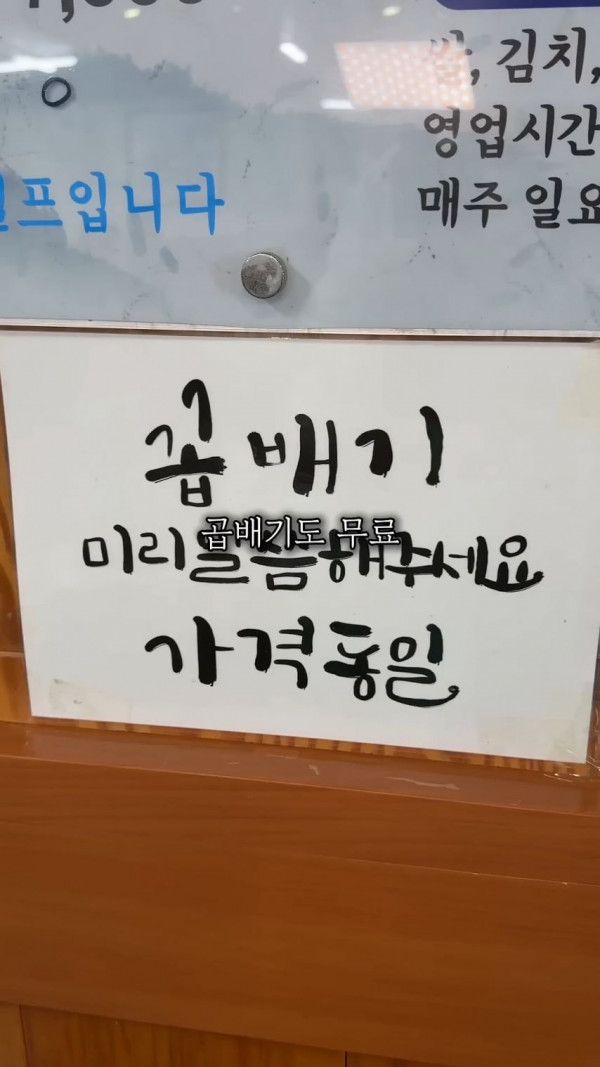 김치,
영업시간
셀프입니다
매주 일요
곱배기
미리말씀해주세요
곱배기도 무료
가격동일